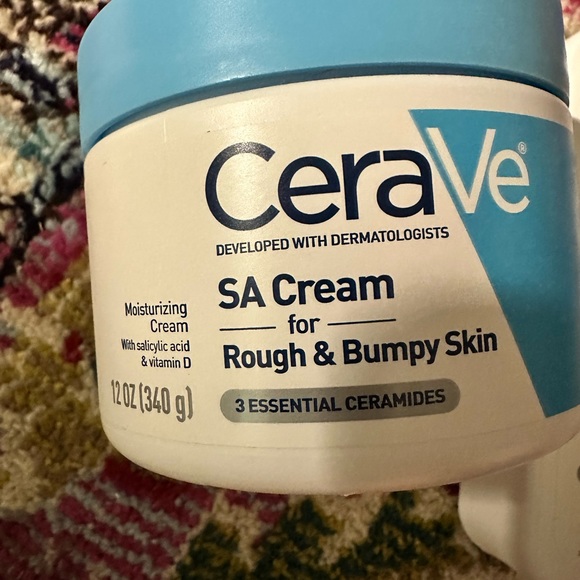 CeraVe®
DEVELOPED WITH DERMATOLOGISTS
SA Cream
for
Rough & Bumpy Skin
3 ESSENTIAL CERAMIDES
Moisturizing
Cream
With salicylic acid
& vitamin D
12 OZ (340 g)